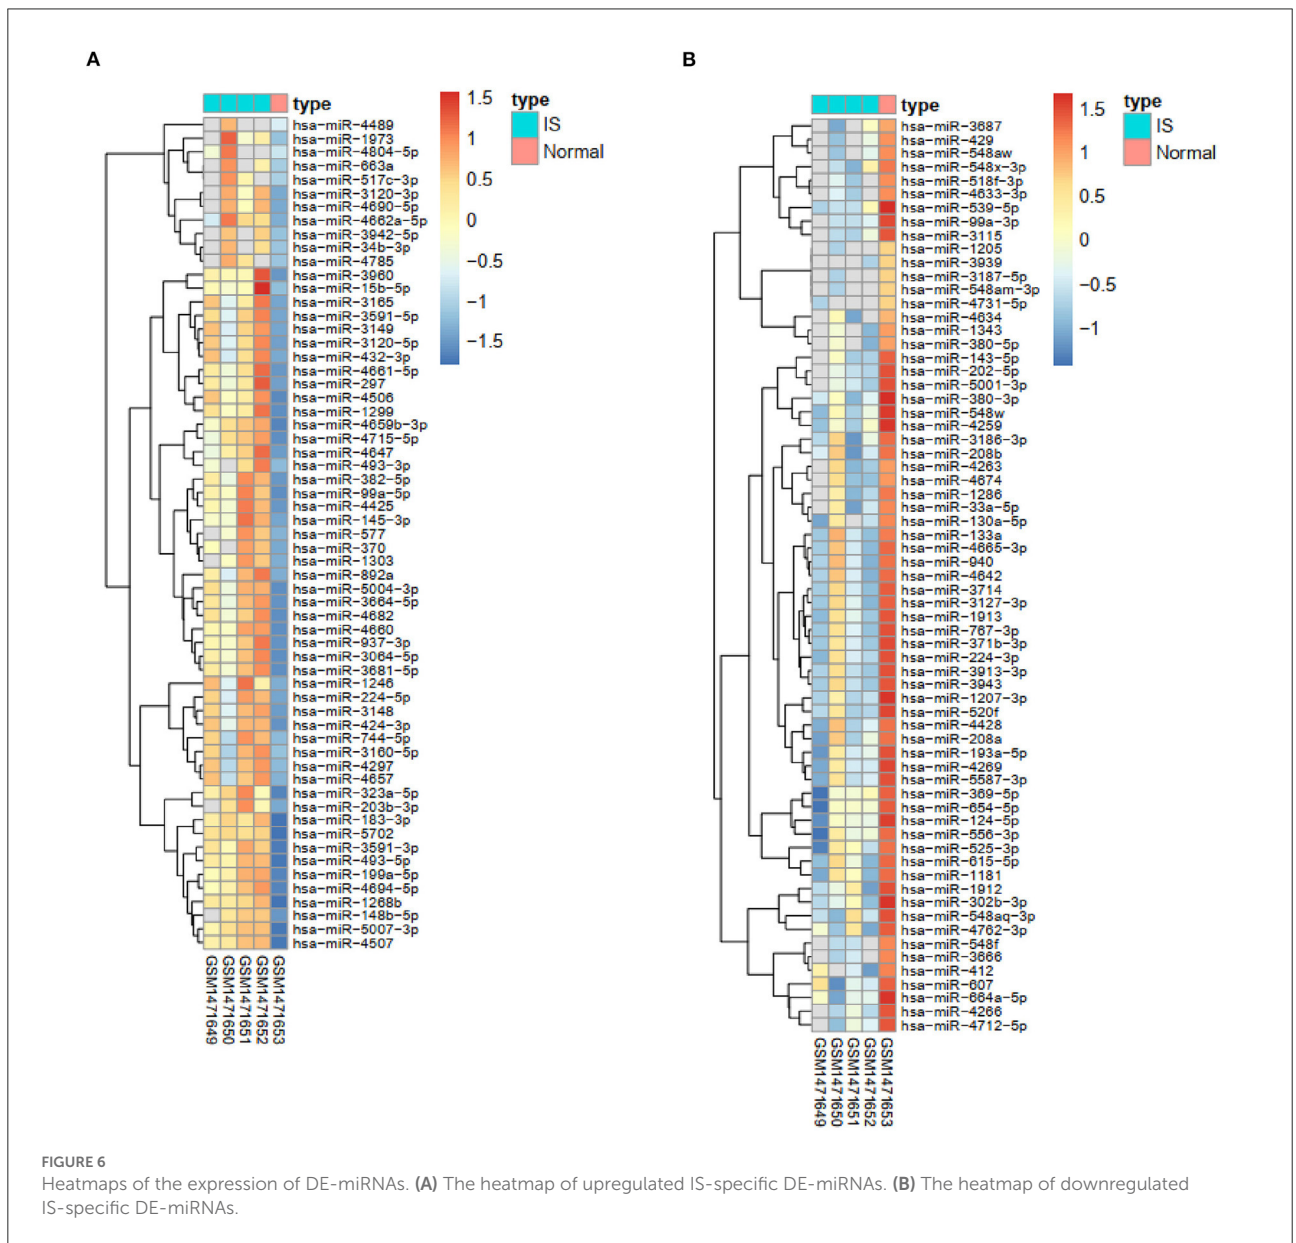 A
type
hsa-miR-4489
hsa-miR-1973
hsa-miR-4804-5p
hsa-miR-663a
hsa-miR-517c-3p
hsa-miR-3120-3p
hsa-miR-4690-5p
hsa-miR-4662a-5p
hsa-miR-3942-5p
hsa-miR-34b-3p
hsa-miR-4785
hsa-miR-3960
hsa-miR-15b-5p
hsa-miR-3165
hsa-miR-3591-5p
hsa-miR-3149
hsa-miR-3120-5p
hsa-miR-432-3p
hsa-miR-4661-5p
hsa-miR-297
hsa-miR-4506
hsa-miR-1299
hsa-miR-4659b-3p
hsa-miR-4715-5p
hsa-miR-4647
hsa-miR-493-3p
hsa-miR-382-5p
hsa-miR-99a-5p
hsa-miR-4425
hsa-miR-145-3p
hsa-miR-577
hsa-miR-370
hsa-miR-1303
hsa-miR-892a
hsa-miR-5004-3p
hsa-miR-3664-5p
hsa-miR-4682
hsa-miR-4660
hsa-miR-937-3p
hsa-miR-3064-5p
hsa-miR-3681-5p
hsa-miR-1246
hsa-miR-224-5p
hsa-miR-3148
hsa-miR-424-3p
hsa-miR-744-5p
hsa-miR-3160-5p
hsa-miR-4297
hsa-miR-4657
hsa-miR-323a-5p
hsa-miR-203b-3p
hsa-miR-183-3p
hsa-miR-5702
hsa-miR-3591-3p
hsa-miR-493-5p
hsa-miR-199a-5p
hsa-miR-4694-5p
hsa-miR-1268b
hsa-miR-148b-5p
hsa-miR-5007-3p
hsa-miR-4507
GSM1471649
GSM1471650
GSM1471651
GSM1471652
GSM1471653
1.5
1
0.5
0
−0.5
−1
−1.5
type
IS
Normal
B
type
hsa-miR-3687
hsa-miR-429
hsa-miR-548aw
hsa-miR-548x-3p
hsa-miR-518f-3p
hsa-miR-4633-3p
hsa-miR-539-5p
hsa-miR-99a-3p
hsa-miR-3115
hsa-miR-1205
hsa-miR-3939
hsa-miR-3187-5p
hsa-miR-548am-3p
hsa-miR-4731-5p
hsa-miR-4634
hsa-miR-1343
hsa-miR-380-5p
hsa-miR-143-5p
hsa-miR-202-5p
hsa-miR-5001-3p
hsa-miR-380-3p
hsa-miR-548w
hsa-miR-4259
hsa-miR-3186-3p
hsa-miR-208b
hsa-miR-4263
hsa-miR-4674
hsa-miR-1286
hsa-miR-33a-5p
hsa-miR-130a-5p
hsa-miR-133a
hsa-miR-4665-3p
hsa-miR-940
hsa-miR-4642
hsa-miR-3714
hsa-miR-3127-3p
hsa-miR-1913
hsa-miR-767-3p
hsa-miR-371b-3p
hsa-miR-224-3p
hsa-miR-3913-3p
hsa-miR-3943
hsa-miR-1207-3p
hsa-miR-520f
hsa-miR-4428
hsa-miR-208a
hsa-miR-193a-5p
hsa-miR-4269
hsa-miR-5587-3p
hsa-miR-369-5p
hsa-miR-654-5p
hsa-miR-124-5p
hsa-miR-556-3p
hsa-miR-525-3p
hsa-miR-615-5p
hsa-miR-1181
hsa-miR-1912
hsa-miR-302b-3p
hsa-miR-548aq-3p
hsa-miR-4762-3p
hsa-miR-548f
hsa-miR-3666
hsa-miR-412
hsa-miR-607
hsa-miR-664a-5p
hsa-miR-4266
hsa-miR-4712-5p
GSM1471649
GSM1471650
GSM1471651
GSM1471652
GSM1471653
1.5
1
0.5
0
−0.5
−1
type
IS
Normal
FIGURE 6
Heatmaps of the expression of DE-miRNAs. (A) The heatmap of upregulated IS-specific DE-miRNAs. (B) The heatmap of downregulated
IS-specific DE-miRNAs.